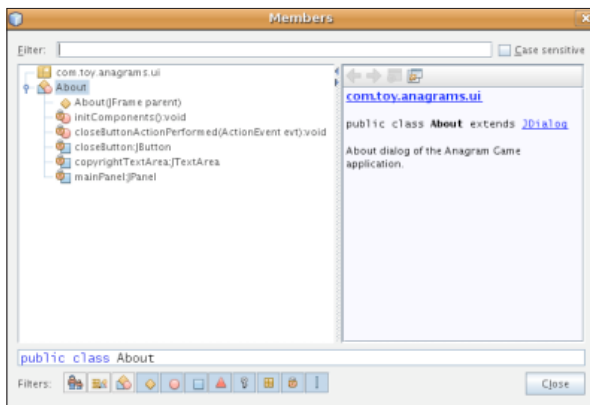 Members
Filter:
Case sensitive
com.toy.anagrams.ui
About
About(JFrame parent)
initComponents():void
closeButtonActionPerformed(ActionEvent evt):void
closeButton:JButton
copyrightTextArea:JTextArea
mainPanel:JPanel
com.toy.anagrams.ui
public class About extends JDialog
About dialog of the Anagram Game
application.
public class About
Filters:
Close